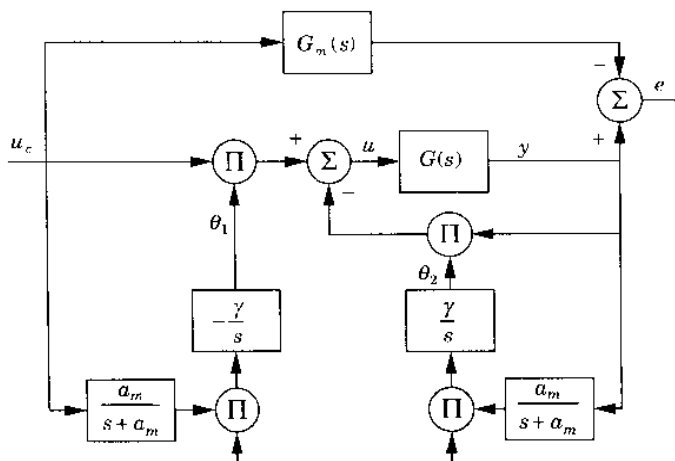 G_m(s)
−
Σ
e
+
u_c
Π
+
Σ
u
G(s)
y
−
θ_1
Π
θ_2
−γ/s
γ/s
a_m/(s + a_m)
Π
Π
a_m/(s + a_m)